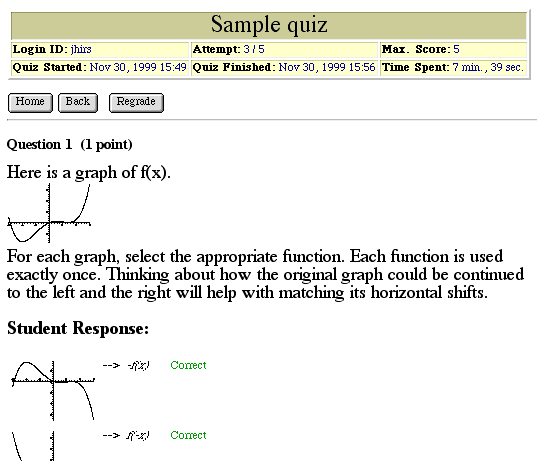 Sample quiz
Login ID: jhirs Attempt: 3 / 5 Max. Score: 5
Quiz Started: Nov 30, 1999 15:49 Quiz Finished: Nov 30, 1999 15:56 Time Spent: 7 min., 39 sec.
Home Back Regrade
Question 1 (1 point)
Here is a graph of f(x).
For each graph, select the appropriate function. Each function is used
exactly once. Thinking about how the original graph could be continued
to the left and the right will help with matching its horizontal shifts.
Student Response:
--> -f(x) Correct
--> f(-x) Correct